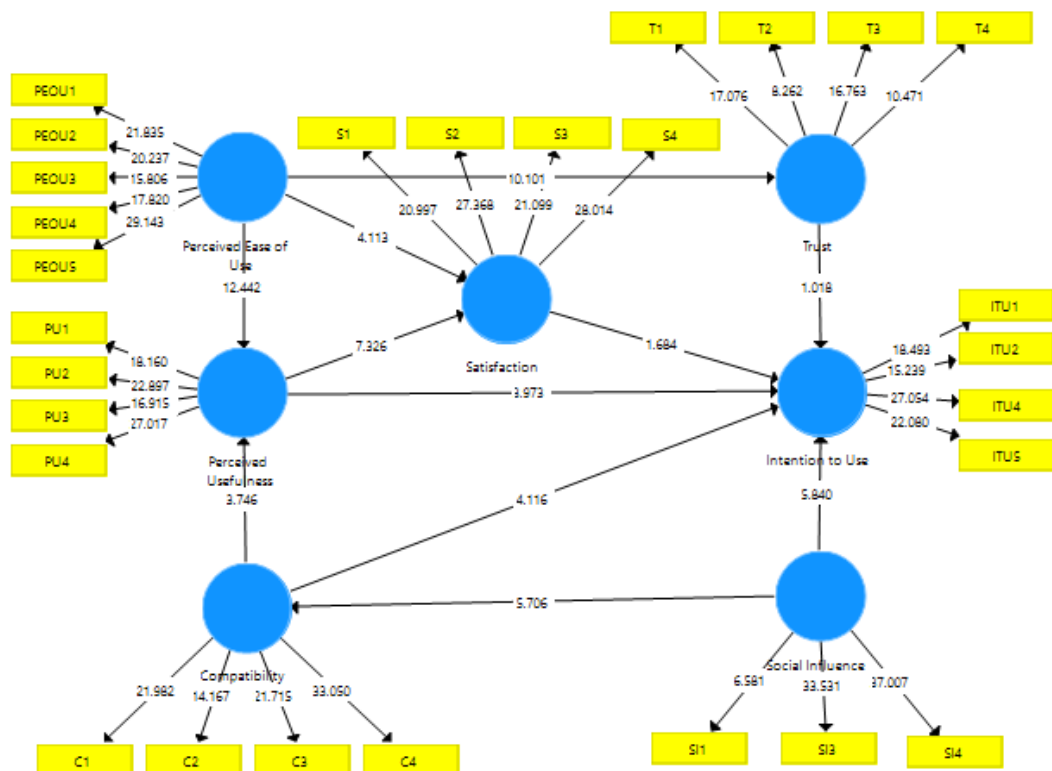 T1
T2
T3
T4
17.076
8.262
16.763
10.471
PEOU1
PEOU2
PEOU3
PEOU4
PEOU5
21.835
20.237
15.806
17.820
29.143
S1
S2
S3
S4
20.997
27.368
21.099
28.014
10.101
Perceived Ease of
Use
4.113
Trust
12.442
1.018
PU1
PU2
PU3
PU4
18.160
22.897
16.915
27.017
7.326
Satisfaction
1.684
3.973
ITU1
ITU2
ITU4
ITU5
18.493
15.239
27.054
22.080
Perceived
Usefulness
Intention to Use
3.746
4.116
5.840
5.706
Compatibility
Social Influence
21.982
14.167
21.715
33.050
6.581
33.531
37.007
C1
C2
C3
C4
SI1
SI3
SI4